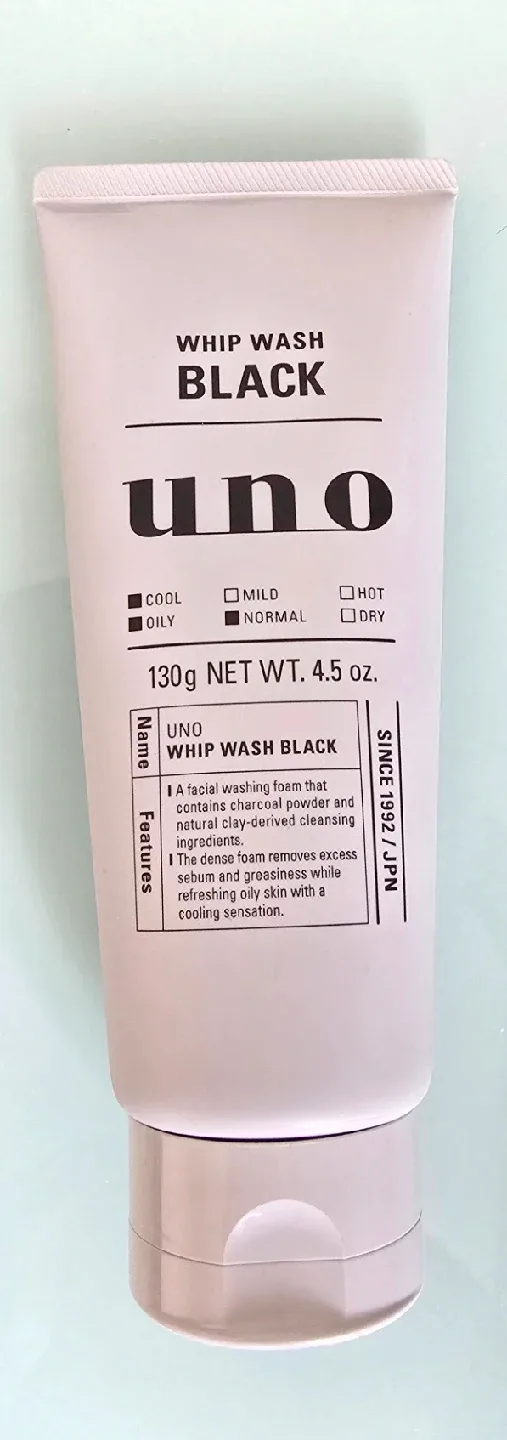 WHIP WASH
BLACK
uno
■ COOL □ MILD □ HOT
■ OILY ■ NORMAL □ DRY
130g NET WT. 4.5 oz.
Name
UNO
WHIP WASH BLACK
Features
A facial washing foam that
contains charcoal powder and
natural clay-derived cleansing
ingredients.
The dense foam removes excess
sebum and greasiness while
refreshing oily skin with a
cooling sensation.
SINCE 1992 / JPN